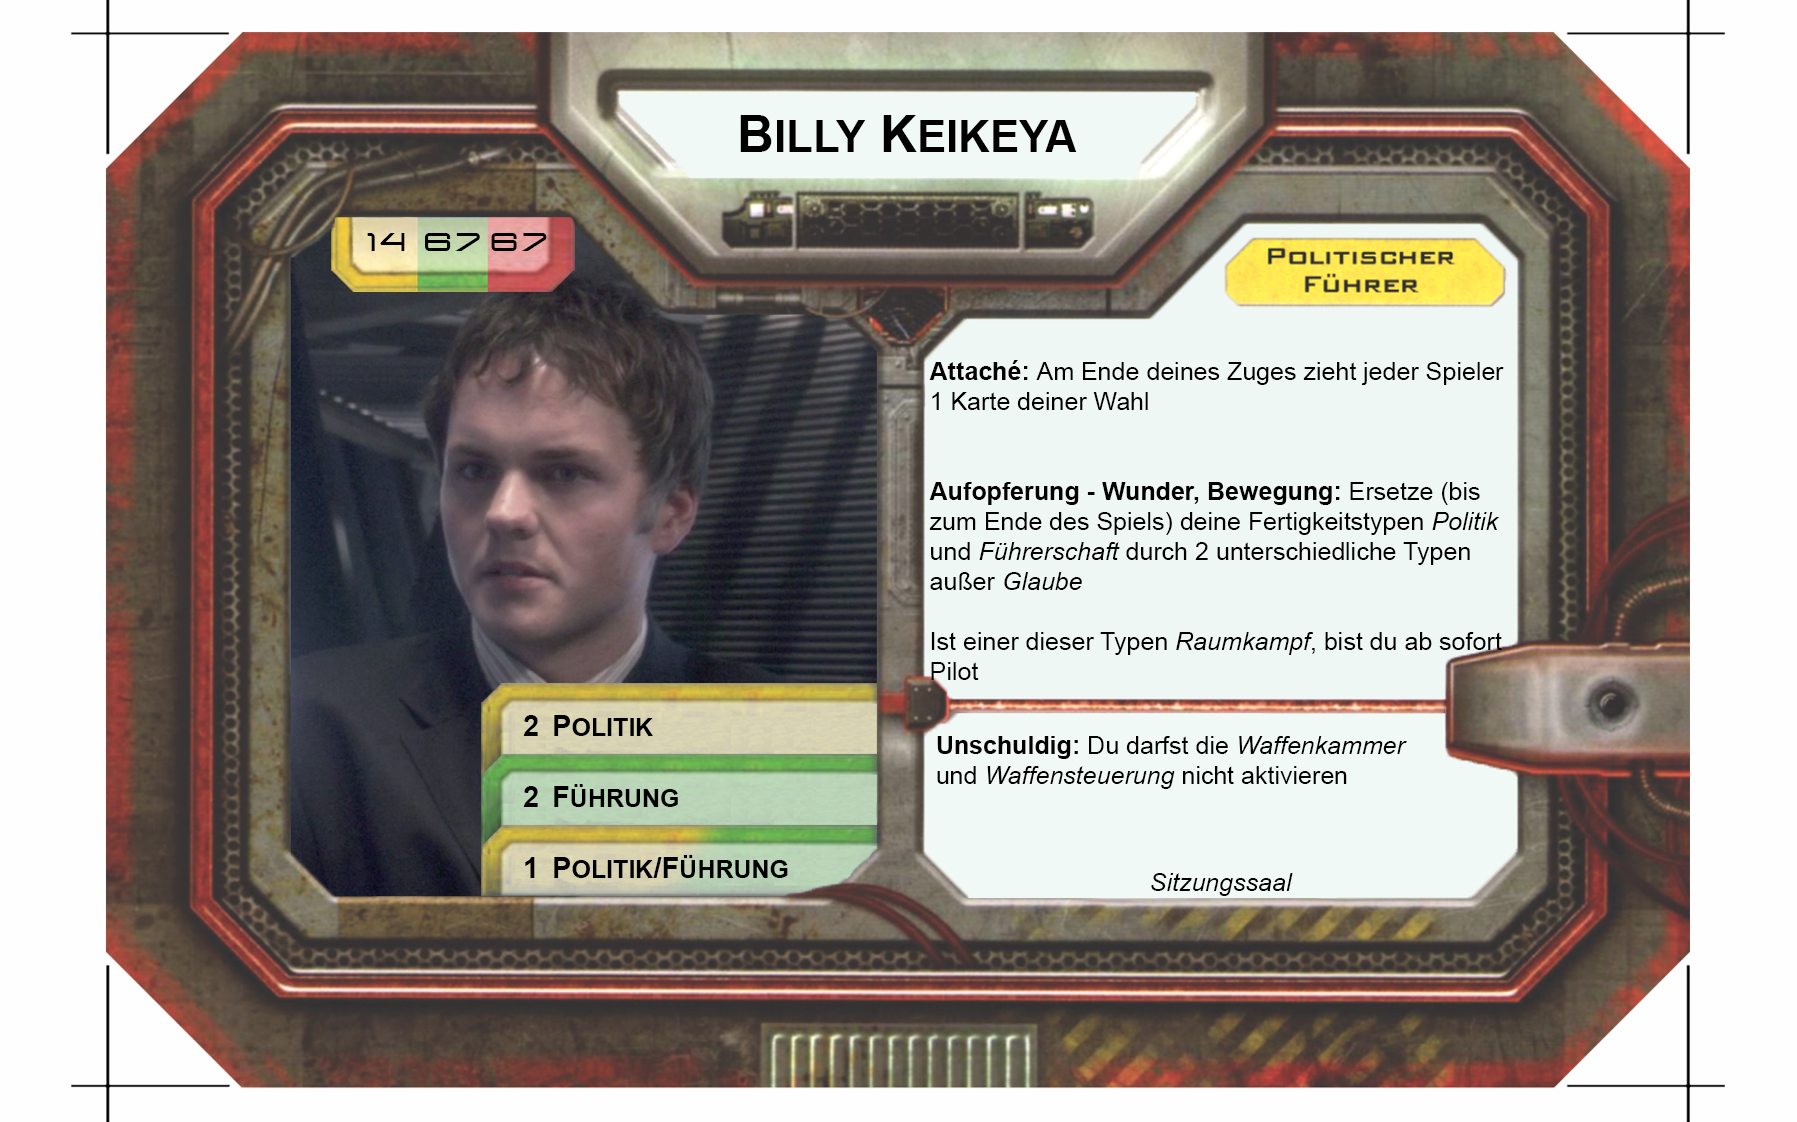 BILLY KEIKEYA
14 67 67
POLITISCHER
FÜHRER
Attaché: Am Ende deines Zuges zieht jeder Spieler
1 Karte deiner Wahl
Aufopferung - Wunder, Bewegung: Ersetze (bis
zum Ende des Spiels) deine Fertigkeitstypen Politik
und Führerschaft durch 2 unterschiedliche Typen
außer Glaube
Ist einer dieser Typen Raumkampf, bist du ab sofort
Pilot
2 POLITIK
2 FÜHRUNG
1 POLITIK/FÜHRUNG
Unschuldig: Du darfst die Waffenkammer
und Waffensteuerung nicht aktivieren
Sitzungssaal